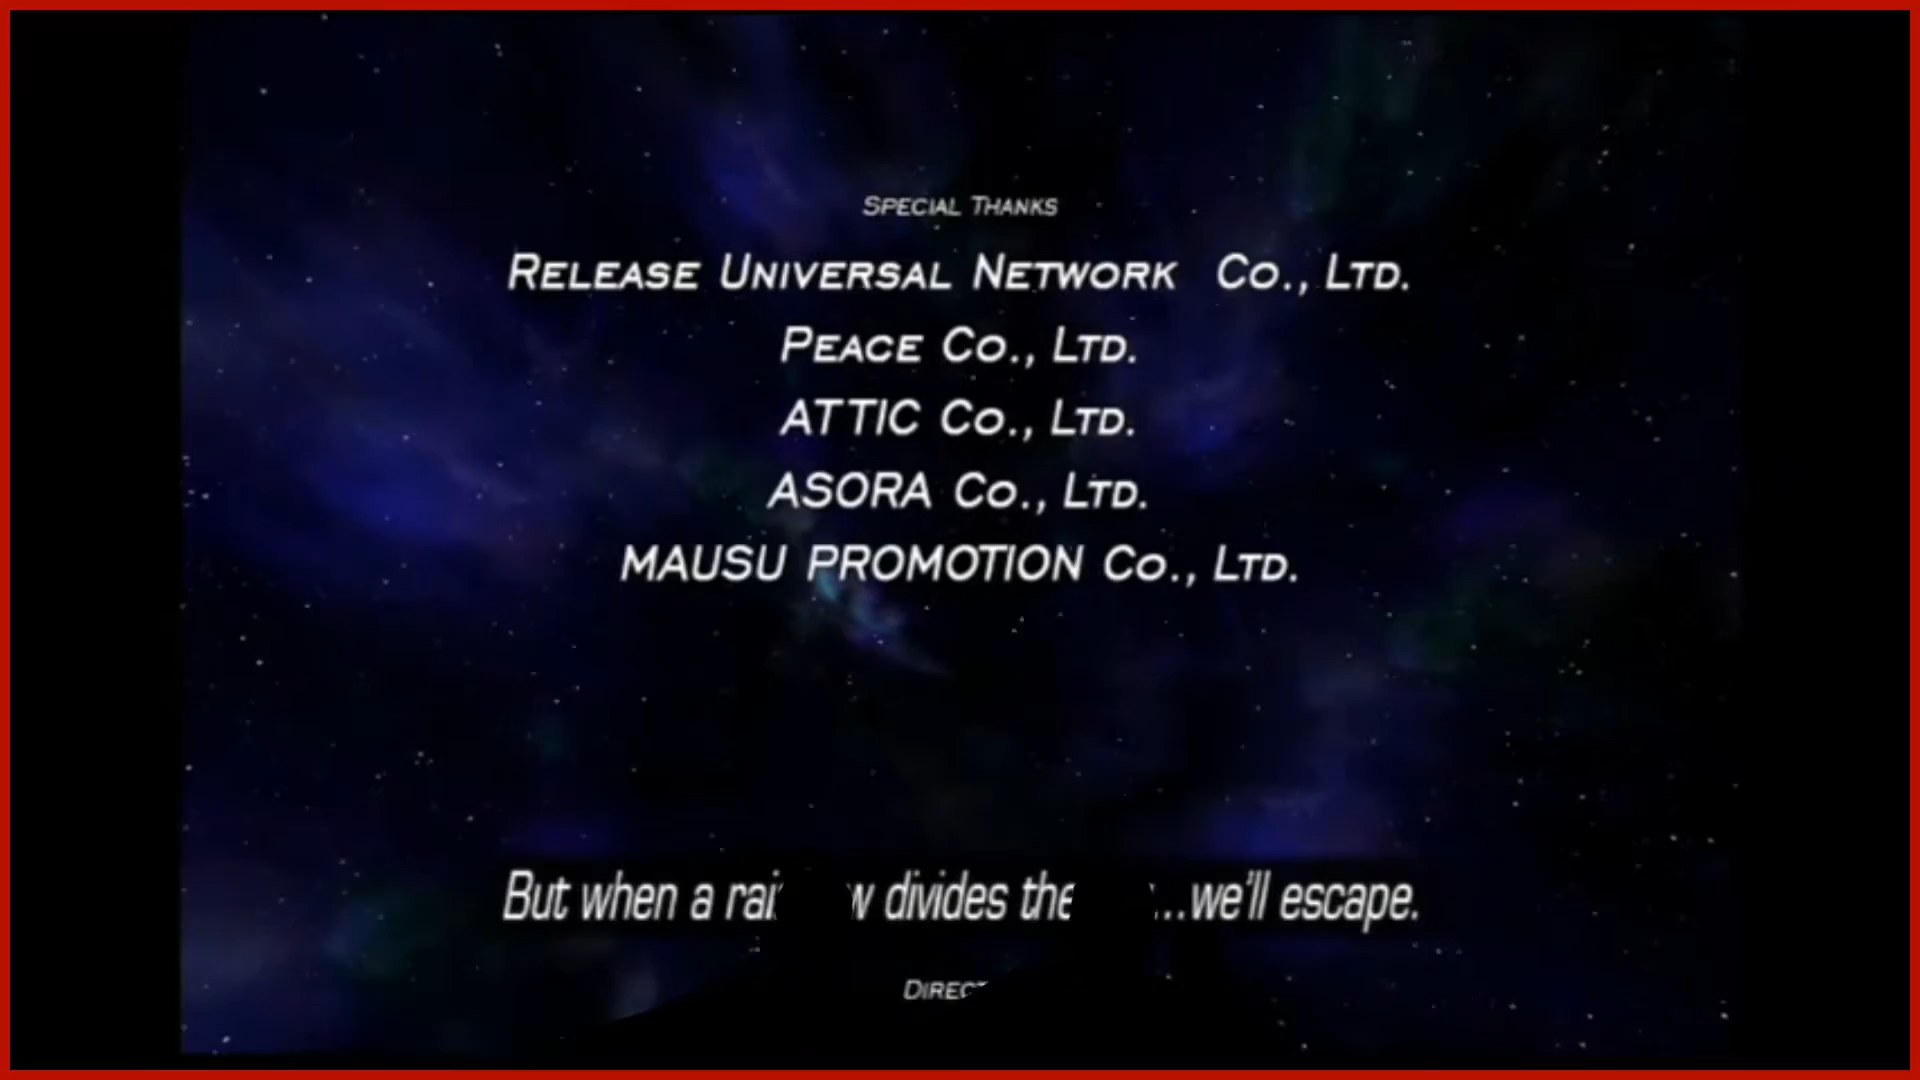 SPECIAL THANKS
RELEASE UNIVERSAL NETWORK CO., LTD.
PEACE CO., LTD.
ATTIC CO., LTD.
ASORA CO., LTD.
MAUSU PROMOTION CO., LTD.
But when a divides the ...we'll escape.